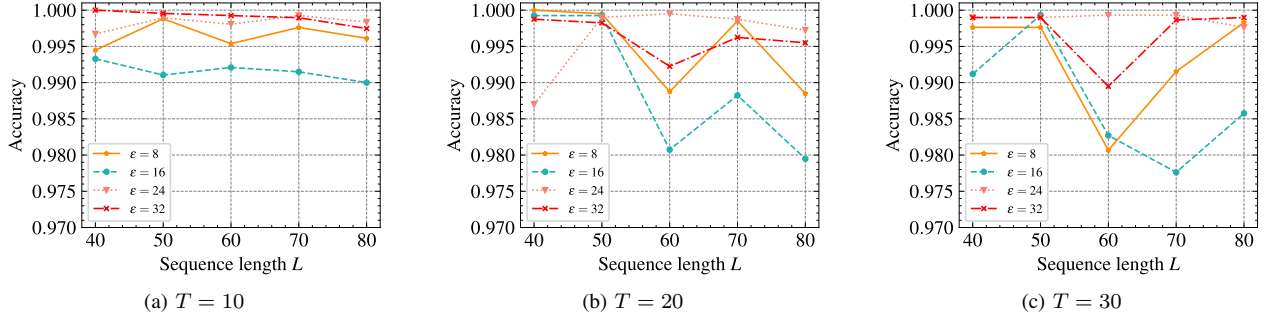 1.000
0.995
0.990
0.985
0.980
0.975
0.970
Accuracy
ε = 8
ε = 16
ε = 24
ε = 32
40 50 60 70 80
Sequence length L
(a) T = 10
1.000
0.995
0.990
0.985
0.980
0.975
0.970
Accuracy
ε = 8
ε = 16
ε = 24
ε = 32
40 50 60 70 80
Sequence length L
(b) T = 20
1.000
0.995
0.990
0.985
0.980
0.975
0.970
Accuracy
ε = 8
ε = 16
ε = 24
ε = 32
40 50 60 70 80
Sequence length L
(c) T = 30